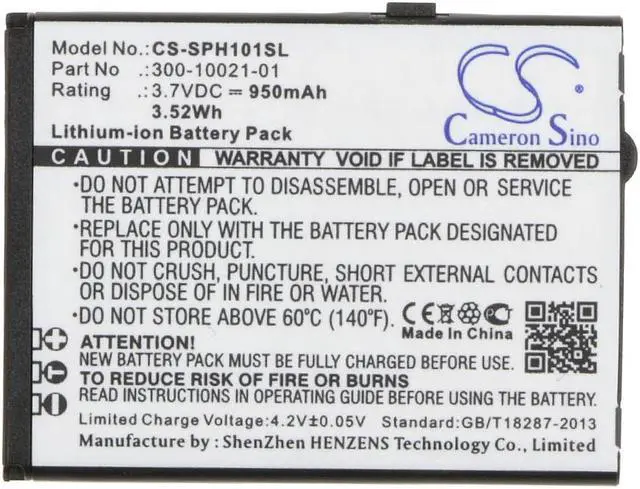 Model No.: CS-SPH101SL
Part No : 300-10021-01
Rating : 3.7VDC 950mAh
3.52Wh
Lithium-ion Battery Pack
CS
Cameron Sino
CAUTION WARRANTY VOID IF LABEL IS REMOVED
•DO NOT ATTEMPT TO DISASSEMBLE, OPEN OR SERVICE
THE BATTERY PACK.
•REPLACE ONLY WITH THE BATTERY PACK DESIGNATED
FOR THIS PRODUCT.
•DO NOT CRUSH, PUNCTURE, SHORT EXTERNAL CONTACTS
OR DISPOSE OF IN FIRE OR WATER.
•DO NOT STORE ABOVE 60℃ (140℉).
CE
Made In China
ATTENTION!
NEW BATTERY PACK MUST BE FULLY CHARGED BEFORE USE.
TO REDUCE RISK OF FIRE OR BURNS
READ INSTRUCTIONS IN OPERATING GUIDE BEFORE USING BATTERY.
Limited Charge Voltage:4.2V±0.05V Standard:GB/T18287-2013
Manufacture by : ShenZhen HENZENS Technology Co., Limited